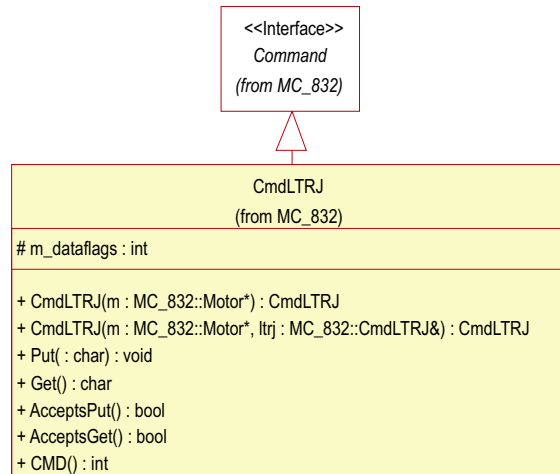 <<Interface>>
Command
(from MC_832)
CmdLTRJ
(from MC_832)
# m_dataflags : int
+ CmdLTRJ(m : MC_832::Motor*) : CmdLTRJ
+ CmdLTRJ(m : MC_832::Motor*, ltrj : MC_832::CmdLTRJ&) : CmdLTRJ
+ Put( : char) : void
+ Get() : char
+ AcceptsPut() : bool
+ AcceptsGet() : bool
+ CMD() : int